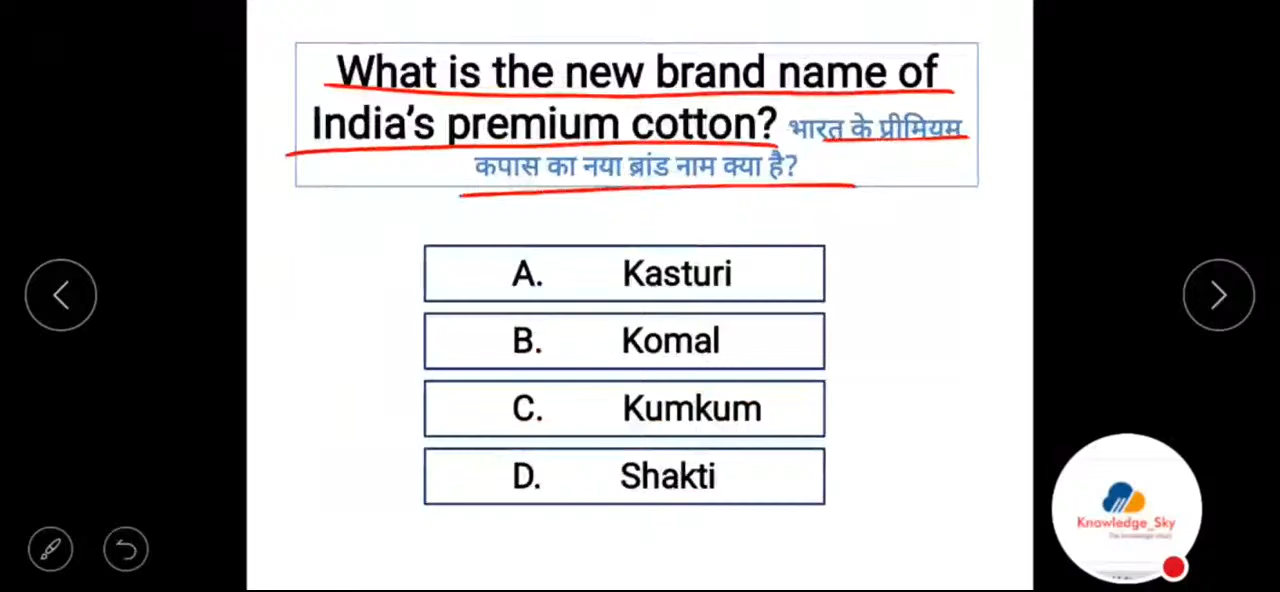 What is the new brand name of
India's premium cotton? भारत के प्रीमियम
कपास का नया ब्रांड नाम क्या है?
A. Kasturi
B. Komal
C. Kumkum
D. Shakti
Knowledge_Sky